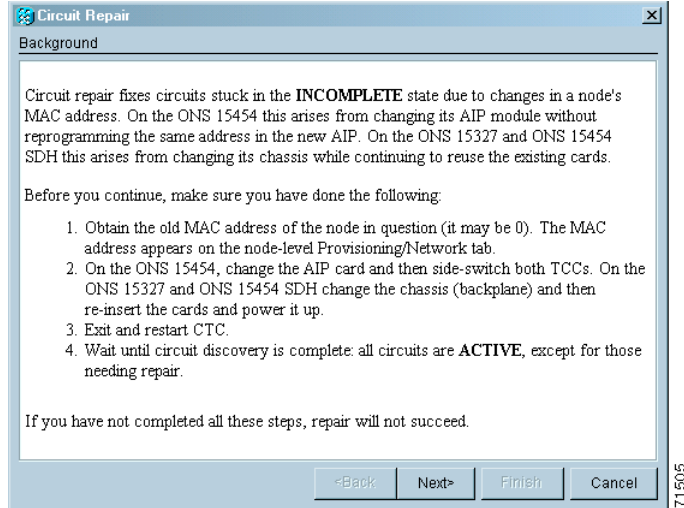 Circuit Repair
Background
Circuit repair fixes circuits stuck in the INCOMPLETE state due to changes in a node's
MAC address. On the ONS 15454 this arises from changing its AIP module without
reprogramming the same address in the new AIP. On the ONS 15327 and ONS 15454
SDH this arises from changing its chassis while continuing to reuse the existing cards.
Before you continue, make sure you have done the following:
1. Obtain the old MAC address of the node in question (it may be 0). The MAC
address appears on the node-level Provisioning/Network tab.
2. On the ONS 15454, change the AIP card and then side-switch both TCCs. On the
ONS 15327 and ONS 15454 SDH change the chassis (backplane) and then
re-insert the cards and power it up.
3. Exit and restart CTC.
4. Wait until circuit discovery is complete: all circuits are ACTIVE, except for those
needing repair.
If you have not completed all these steps, repair will not succeed.
<Back Next> Finish Cancel
71505